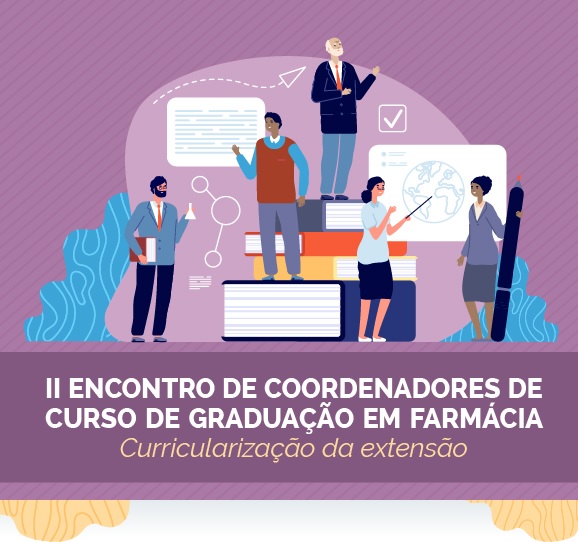 II ENCONTRO DE COORDENADORES DE
CURSO DE GRADUAÇÃO EM FARMÁCIA
Curricularização da extensão